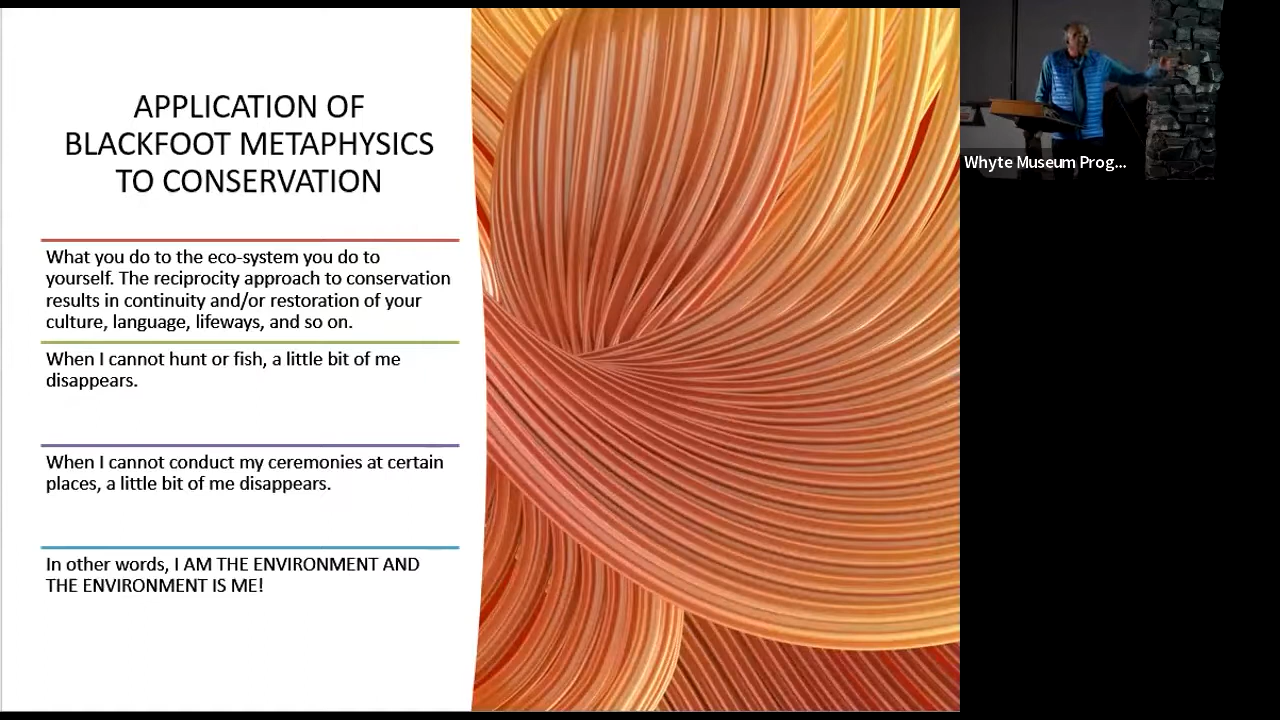 APPLICATION OF
BLACKFOOT METAPHYSICS
TO CONSERVATION
What you do to the eco-system you do to
yourself. The reciprocity approach to conservation
results in continuity and/or restoration of your
culture, language, lifeways, and so on.
When I cannot hunt or fish, a little bit of me
disappears.
When I cannot conduct my ceremonies at certain
places, a little bit of me disappears.
In other words, I AM THE ENVIRONMENT AND
THE ENVIRONMENT IS ME!
Whyte Museum Prog...